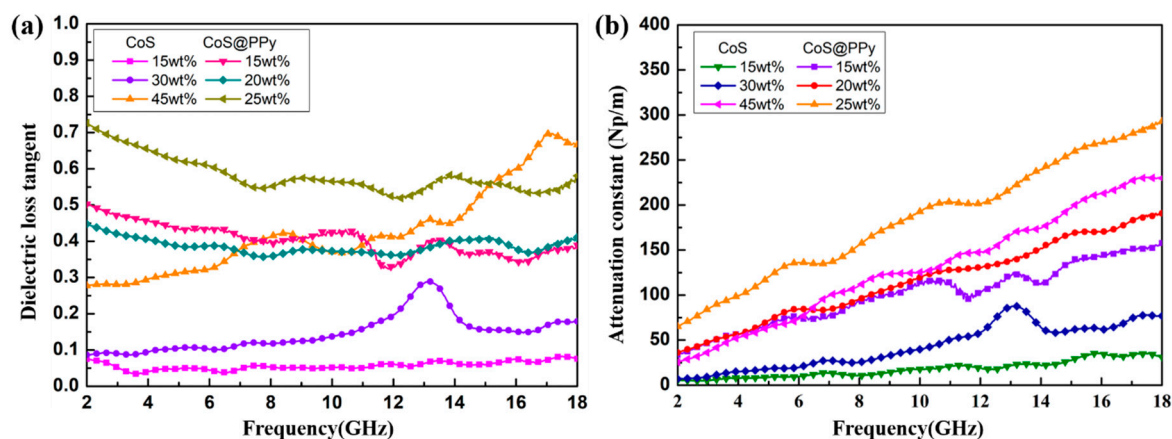 (a)
1.0
0.9
0.8
0.7
0.6
0.5
0.4
0.3
0.2
0.1
0.0
Dielectric loss tangent
CoS CoS@PPy
15wt% 15wt%
30wt% 20wt%
45wt% 25wt%
2 4 6 8 10 12 14 16 18
Frequency(GHz)
(b)
400
350
300
250
200
150
100
50
0
Attenuation constant (Np/m)
CoS CoS@PPy
15wt% 15wt%
30wt% 20wt%
45wt% 25wt%
2 4 6 8 10 12 14 16 18
Frequency(GHz)